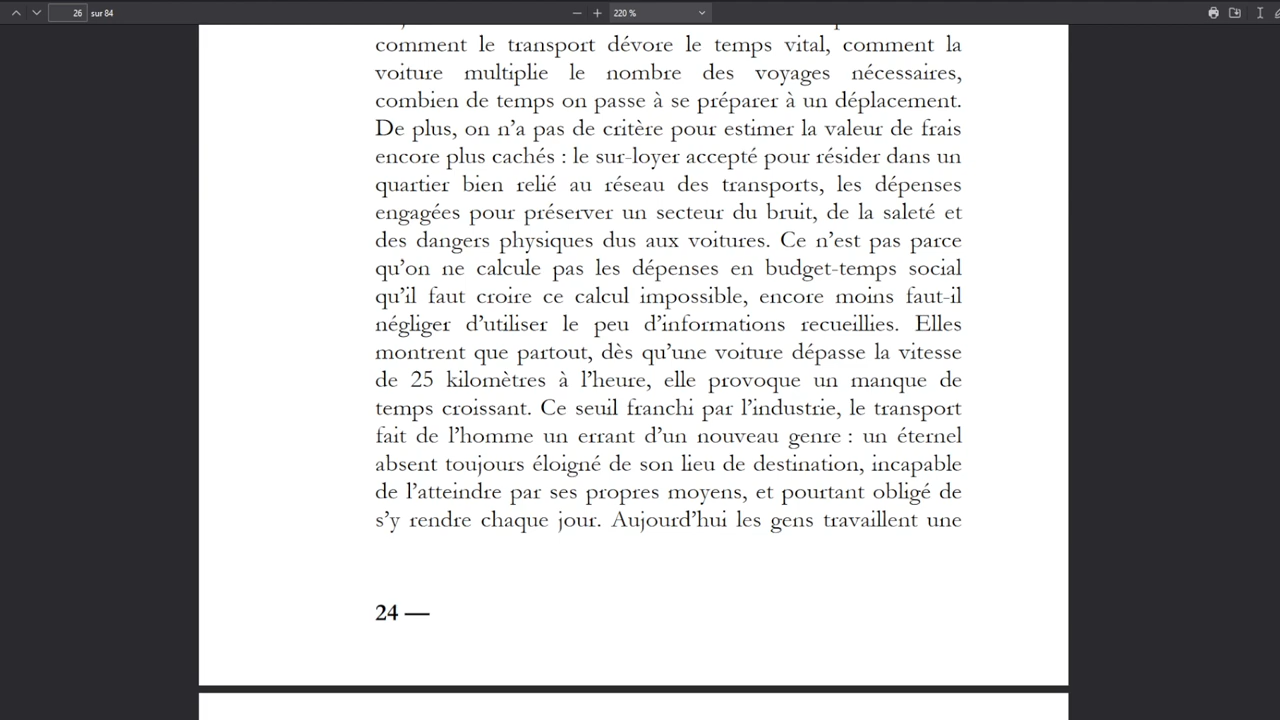 26 sur 84
220 %
comment le transport dévore le temps vital, comment la
voiture multiplie le nombre des voyages nécessaires,
combien de temps on passe à se préparer à un déplacement.
De plus, on n’a pas de critère pour estimer la valeur de frais
encore plus cachés : le sur-loyer accepté pour résider dans un
quartier bien relié au réseau des transports, les dépenses
engagées pour préserver un secteur du bruit, de la saleté et
des dangers physiques dus aux voitures. Ce n’est pas parce
qu’on ne calcule pas les dépenses en budget-temps social
qu’il faut croire ce calcul impossible, encore moins faut-il
négliger d’utiliser le peu d’informations recueillies. Elles
montrent que partout, dès qu’une voiture dépasse la vitesse
de 25 kilomètres à l’heure, elle provoque un manque de
temps croissant. Ce seuil franchi par l’industrie, le transport
fait de l’homme un errant d’un nouveau genre : un éternel
absent toujours éloigné de son lieu de destination, incapable
de l’atteindre par ses propres moyens, et pourtant obligé de
s’y rendre chaque jour. Aujourd’hui les gens travaillent une
24 —